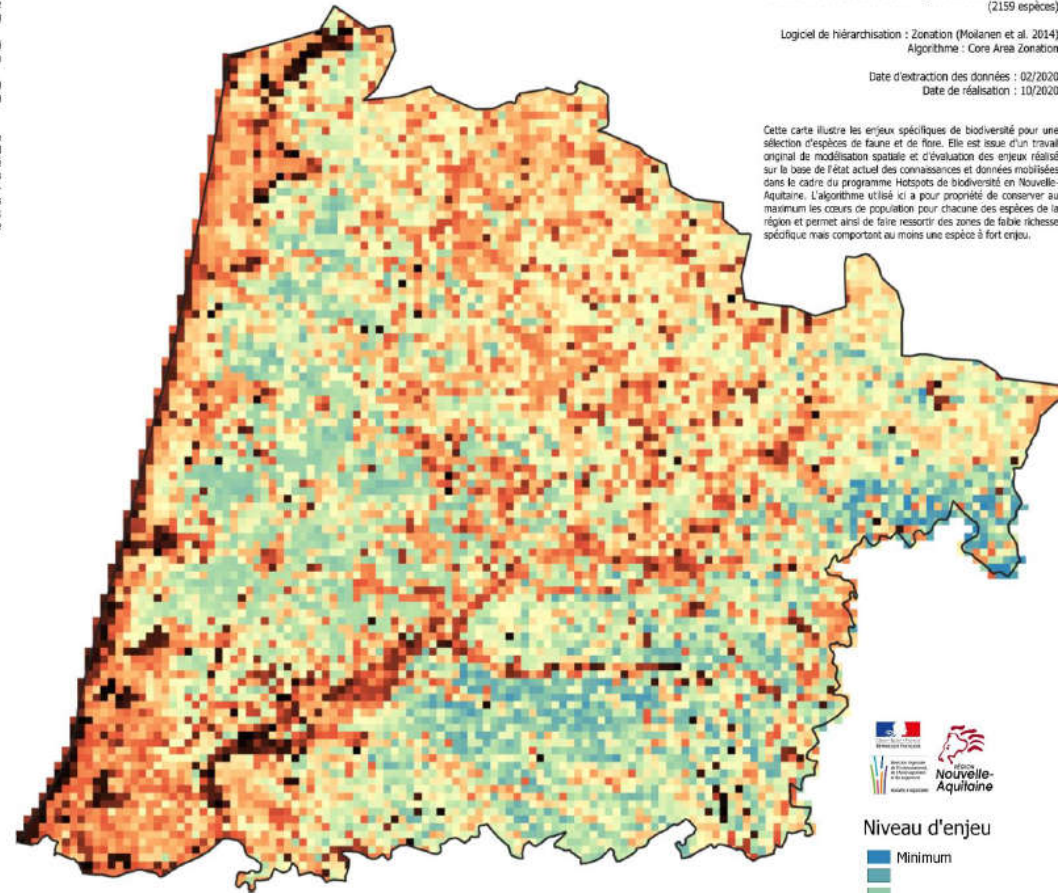 (2159 espèces)
Logiciel de hiérarchisation : Zonation (Moilanen et al. 2014)
Algorithme : Core Area Zonation
Date d'extraction des données : 02/2020
Date de réalisation : 10/2020
Cette carte illustre les enjeux spécifiques de biodiversité pour une
sélection d'espèces de faune et de flore. Elle est issue d'un travail
original de modélisation spatiale et d'évaluation des enjeux réalisé
sur la base de l'état actuel des connaissances et données mobilisées
dans le cadre du programme Hotspots de biodiversité en Nouvelle-
Aquitaine. L'algorithme utilisé ici a pour propriété de conserver au
maximum les cœurs de population pour chacune des espèces de la
région et permet ainsi de faire ressortir des zones de faible richesse
spécifique mais comportant au moins une espèce à fort enjeu.
RÉPUBLIQUE FRANÇAISE
RÉGION
Nouvelle-
Aquitaine
Niveau d'enjeu
Minimum